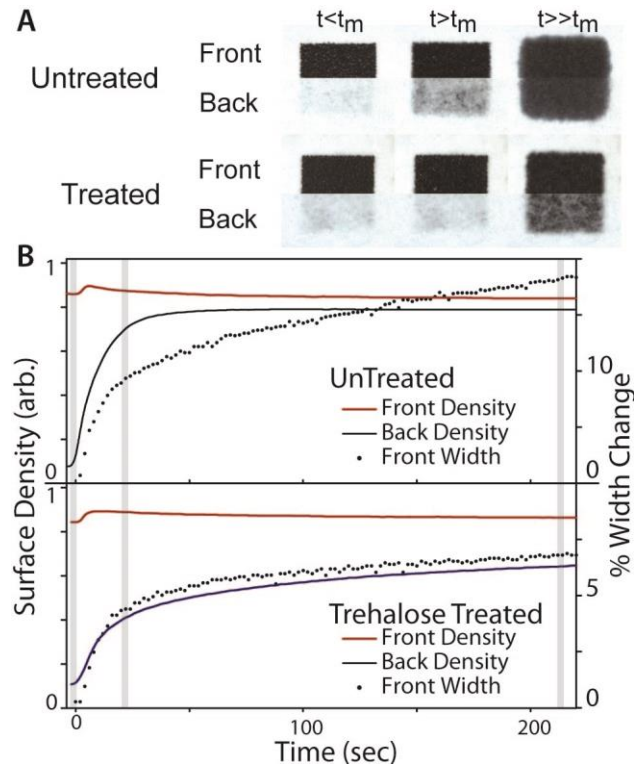 A
t<tm t>tm t>>tm
Untreated
Front
Back
Treated
Front
Back
B
1
0
10
0
UnTreated
Front Density
Back Density
Front Width
1
0
5
0
Trehalose Treated
Front Density
Back Density
Front Width
Surface Density (arb.)
% Width Change
0 100 200
Time (sec)